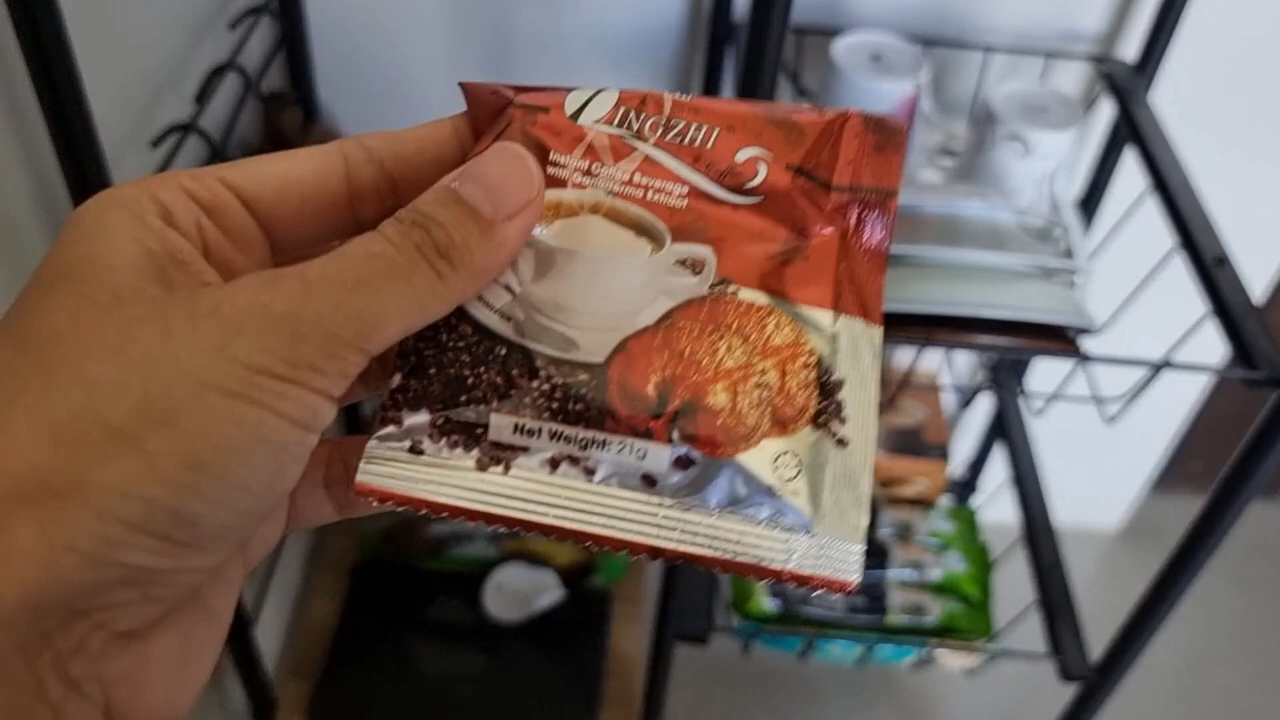 LINGZHI
Instant Coffee Beverage
with Ganoderma Extract
Net Weight: 21g